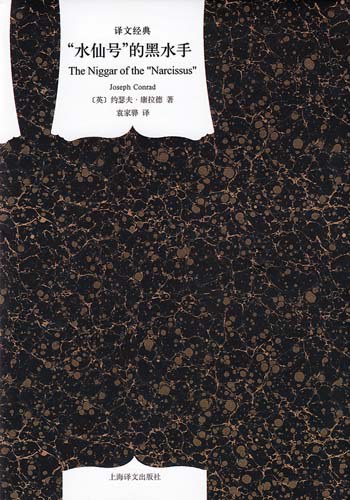 译文经典
“水仙号”的黑水手
The Niggar of the "Narcissus"
Joseph Conrad
〔英〕约瑟夫·康拉德 著
袁家骅 译
上海译文出版社